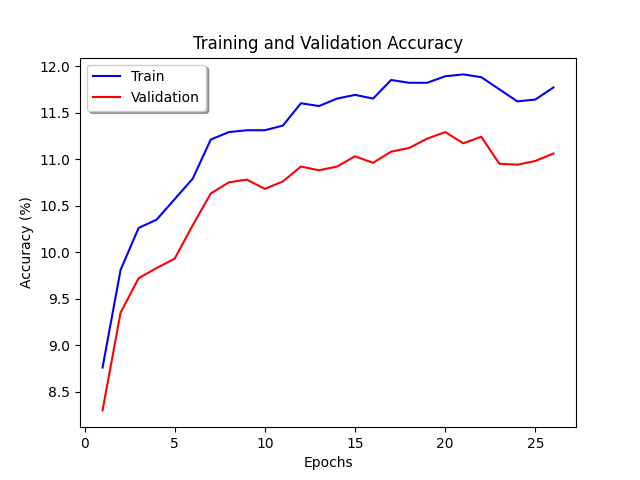 Training and Validation Accuracy
Train
Validation
12.0
11.5
11.0
10.5
10.0
9.5
9.0
8.5
Accuracy (%)
0 5 10 15 20 25
Epochs